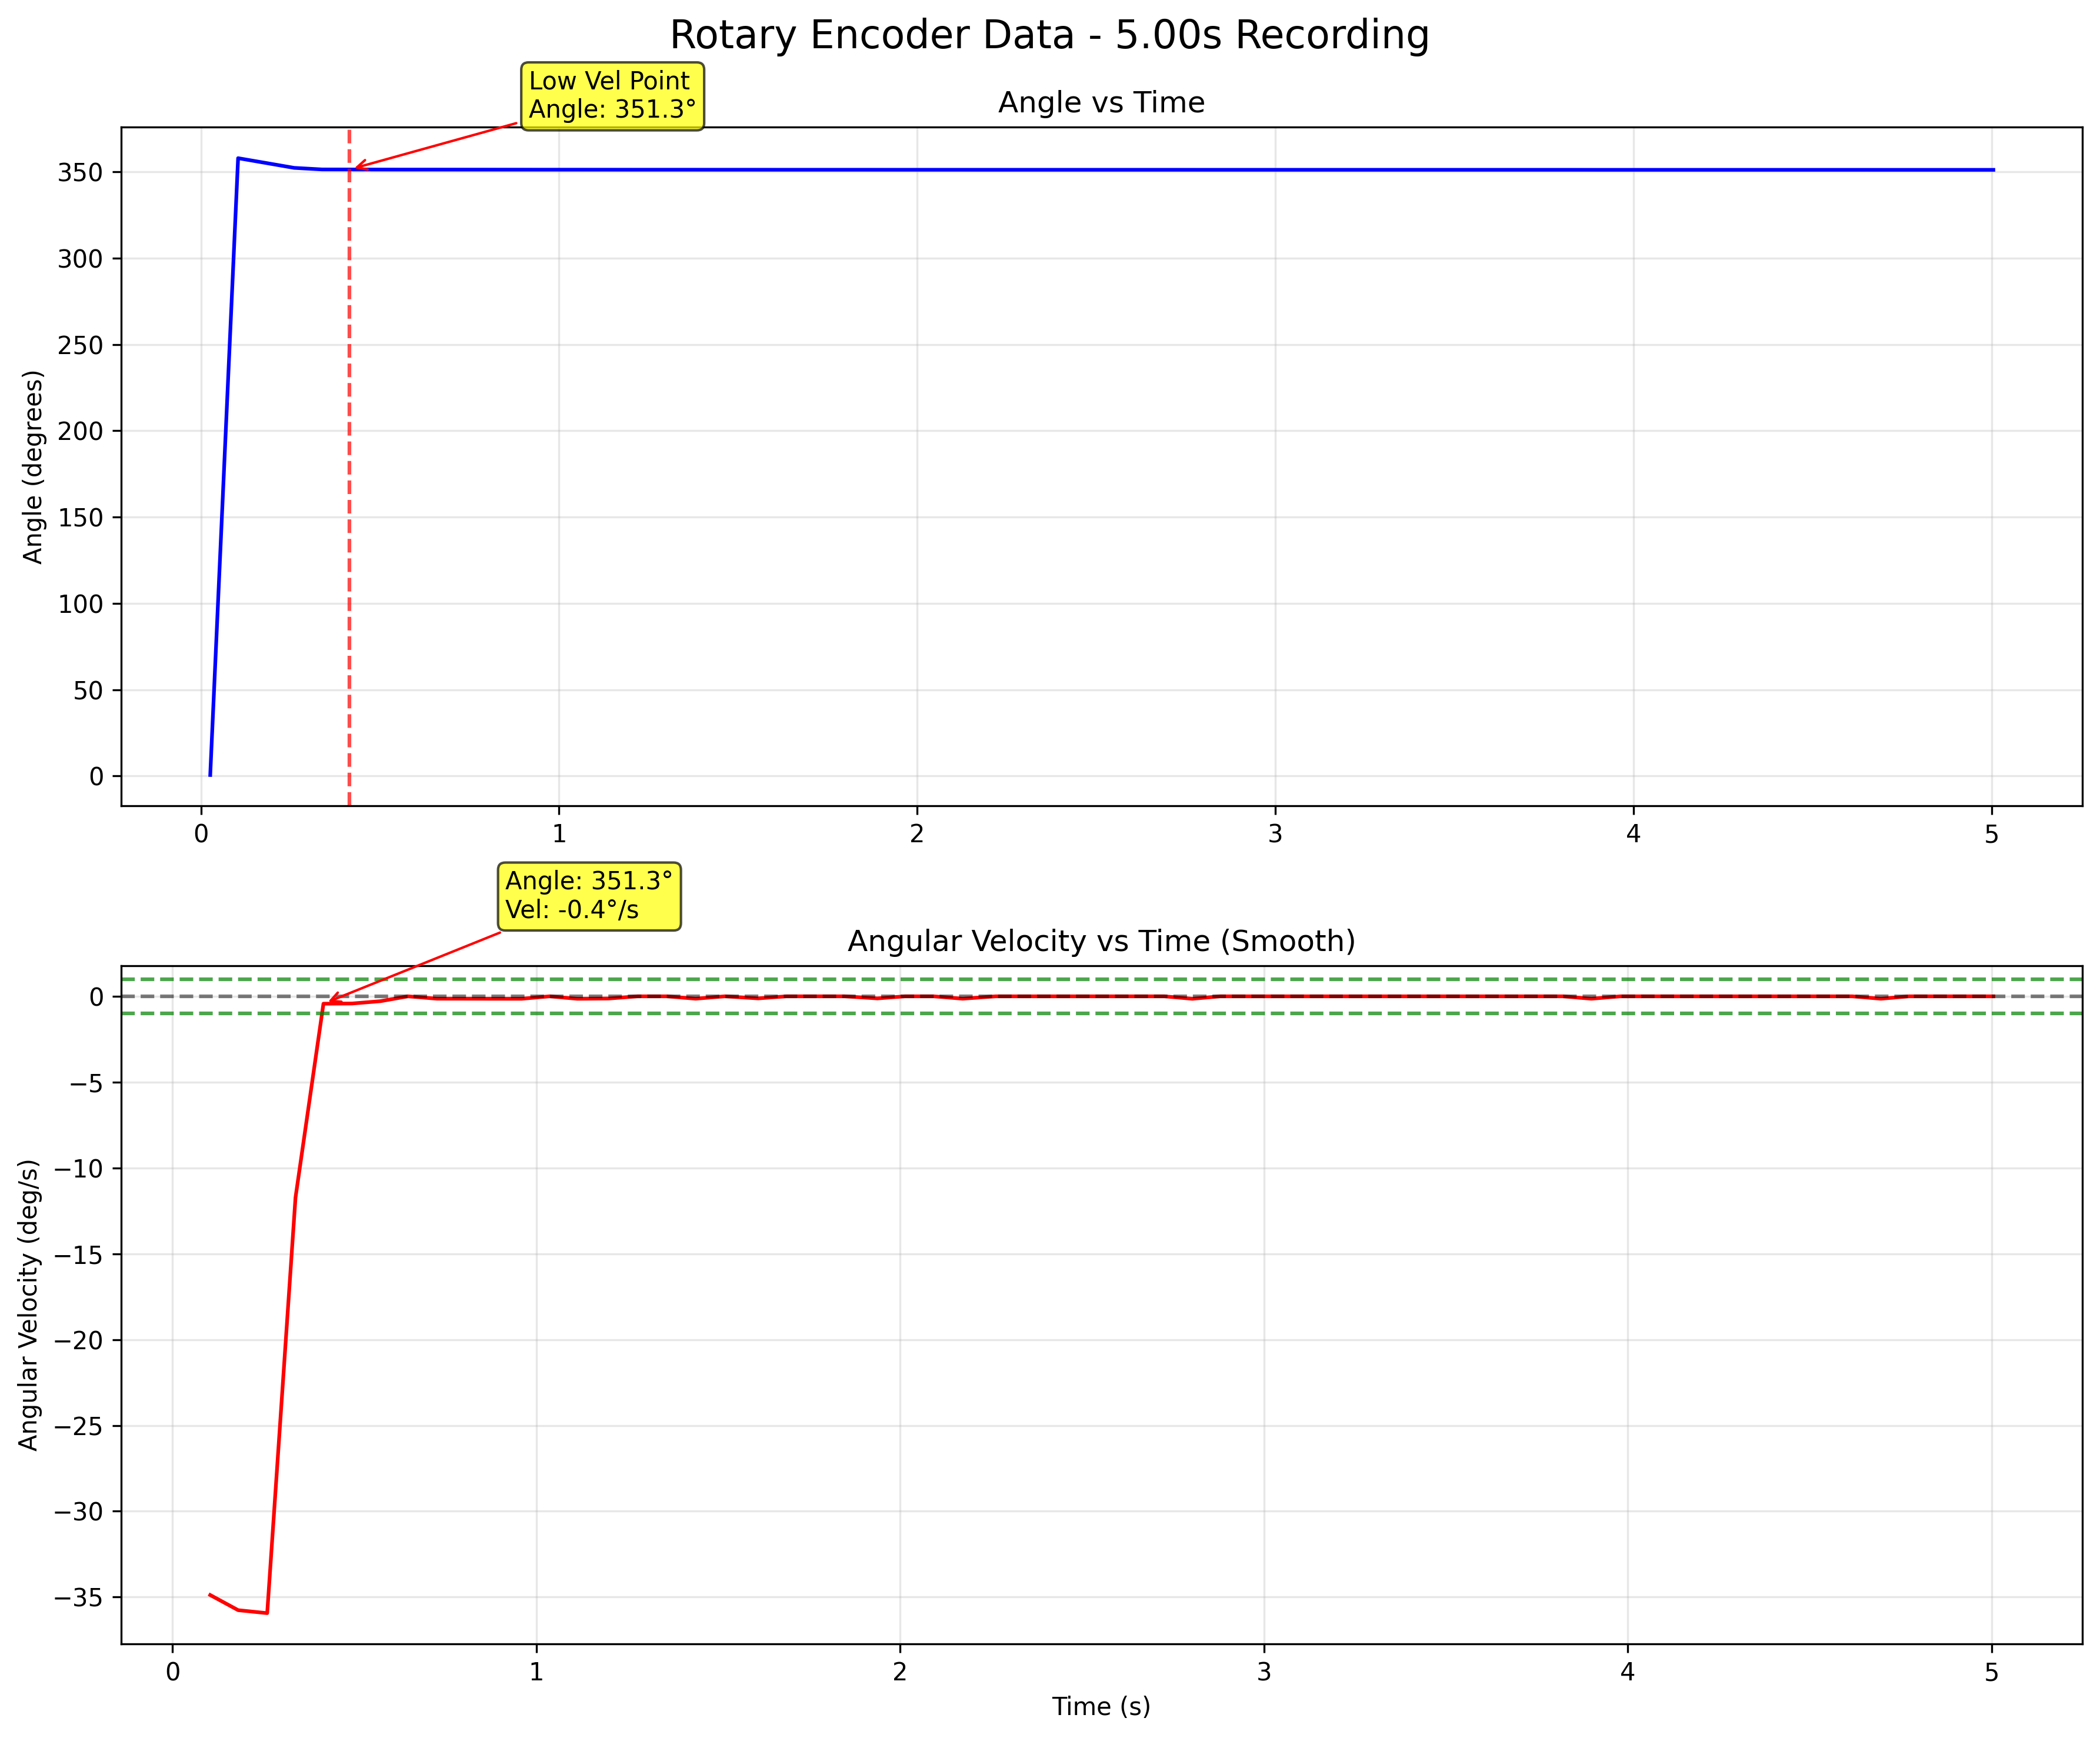 Rotary Encoder Data - 5.00s Recording
Low Vel Point
Angle: 351.3°
Angle vs Time
Angle (degrees)
350
300
250
200
150
100
50
0
0 1 2 3 4 5
Angle: 351.3°
Vel: -0.4°/s
Angular Velocity vs Time (Smooth)
Angular Velocity (deg/s)
0
−5
−10
−15
−20
−25
−30
−35
0 1 2 3 4 5
Time (s)